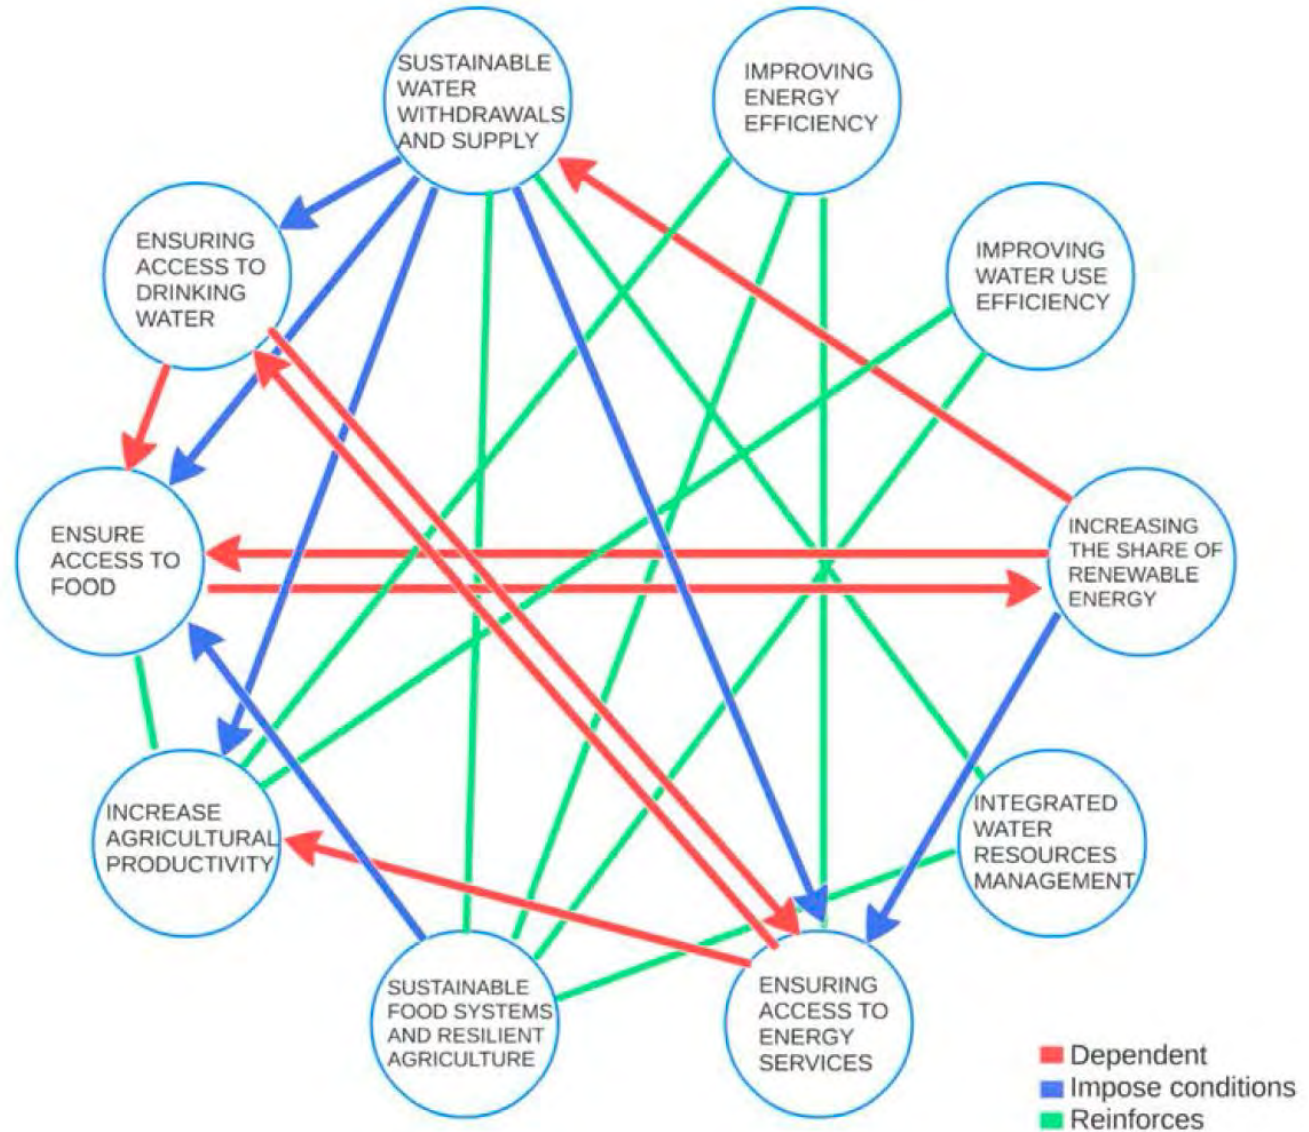 SUSTAINABLE
WATER
WITHDRAWALS
AND SUPPLY
IMPROVING
ENERGY
EFFICIENCY
ENSURING
ACCESS TO
DRINKING
WATER
IMPROVING
WATER USE
EFFICIENCY
ENSURE
ACCESS TO
FOOD
INCREASING
THE SHARE OF
RENEWABLE
ENERGY
INCREASE
AGRICULTURAL
PRODUCTIVITY
INTEGRATED
WATER
RESOURCES
MANAGEMENT
SUSTAINABLE
FOOD SYSTEMS
AND RESILIENT
AGRICULTURE
ENSURING
ACCESS TO
ENERGY
SERVICES
Dependent
Impose conditions
Reinforces